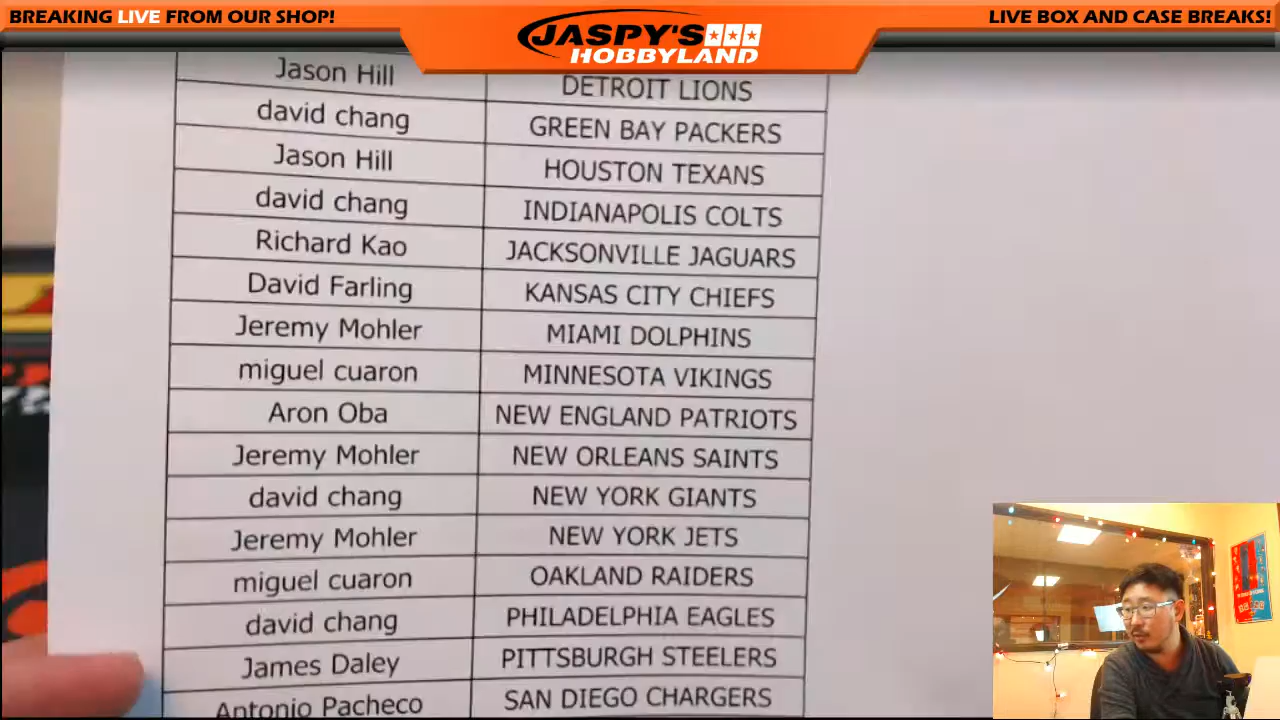 BREAKING LIVE FROM OUR SHOP!
JASPY'S
HOBBYLAND
LIVE BOX AND CASE BREAKS!
Jason Hill DETROIT LIONS
david chang GREEN BAY PACKERS
Jason Hill HOUSTON TEXANS
david chang INDIANAPOLIS COLTS
Richard Kao JACKSONVILLE JAGUARS
David Farling KANSAS CITY CHIEFS
Jeremy Mohler MIAMI DOLPHINS
miguel cuaron MINNESOTA VIKINGS
Aron Oba NEW ENGLAND PATRIOTS
Jeremy Mohler NEW ORLEANS SAINTS
david chang NEW YORK GIANTS
Jeremy Mohler NEW YORK JETS
miguel cuaron OAKLAND RAIDERS
david chang PHILADELPHIA EAGLES
James Daley PITTSBURGH STEELERS
Antonio Pacheco SAN DIEGO CHARGERS